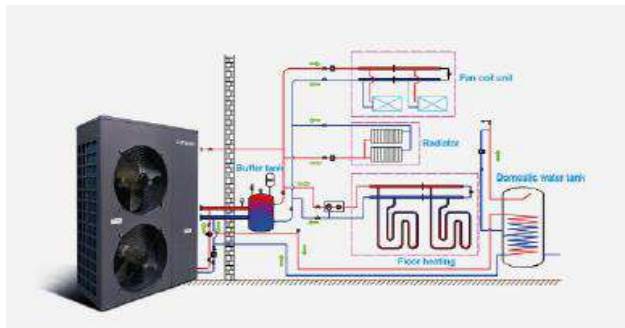 Fan coil unit
Radiator
Buffer tank
Domestic water tank
Floor heating